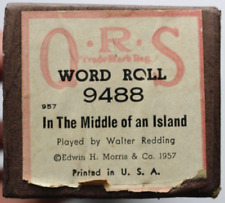 Q·R·S
Trade Mark Reg.
WORD ROLL
9488
957
In The Middle of an Island
Played by Walter Redding
©Edwin H. Morris & Co. 1957
Printed in U. S. A.